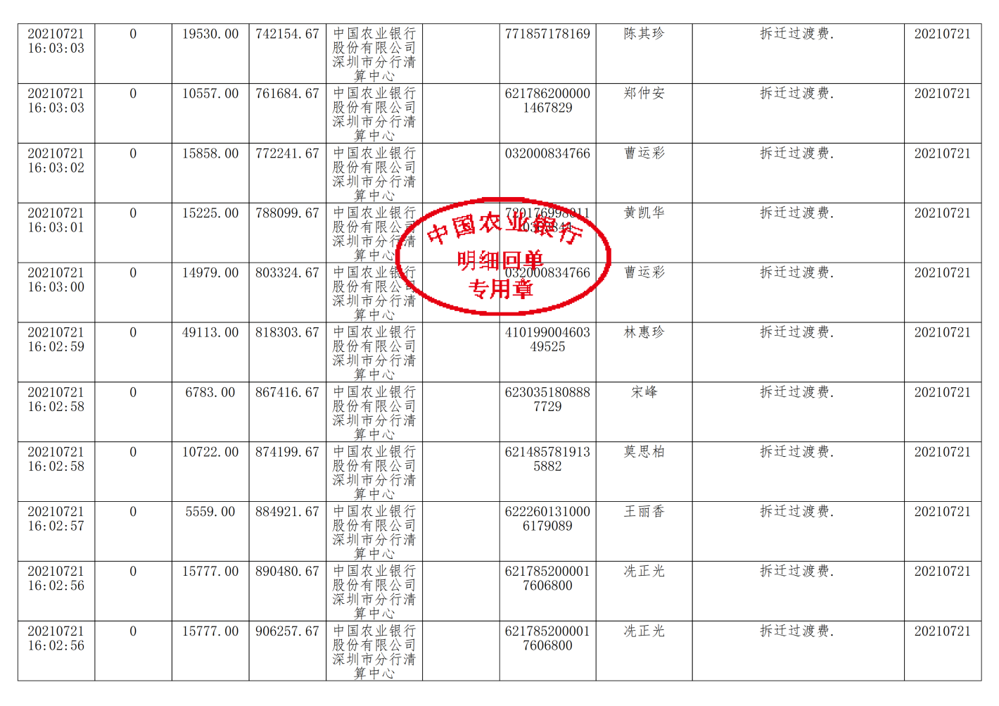 20210721 0 19530.00 742154.67 中国农业银行 771857178169 陈其珍 拆迁过渡费. 20210721
16:03:03 股份有限公司
深圳市分行清
算中心
20210721 0 10557.00 761684.67 中国农业银行 621786200000 郑仲安 拆迁过渡费. 20210721
16:03:03 股份有限公司 1467829
深圳市分行清
算中心
20210721 0 15858.00 772241.67 中国农业银行 032000834766 曹运彩 拆迁过渡费. 20210721
16:03:02 股份有限公司
深圳市分行清
算中心
20210721 0 15225.00 788099.67 中国农业银行 黄凯华 拆迁过渡费. 20210721
16:03:01 股份有限公司
深圳市分行清
算中心
中国农业银行
明细回单
专用章
20210721 0 14979.00 803324.67 中国农业银行 032000834766 曹运彩 拆迁过渡费. 20210721
16:03:00 股份有限公司
深圳市分行清
算中心
20210721 0 49113.00 818303.67 中国农业银行 410199004603 林惠珍 拆迁过渡费. 20210721
16:02:59 股份有限公司 49525
深圳市分行清
算中心
20210721 0 6783.00 867416.67 中国农业银行 623035180888 宋峰 拆迁过渡费. 20210721
16:02:58 股份有限公司 7729
深圳市分行清
算中心
20210721 0 10722.00 874199.67 中国农业银行 621485781913 莫思柏 拆迁过渡费. 20210721
16:02:58 股份有限公司 5882
深圳市分行清
算中心
20210721 0 5559.00 884921.67 中国农业银行 622260131000 王丽香 拆迁过渡费. 20210721
16:02:57 股份有限公司 6179089
深圳市分行清
算中心
20210721 0 15777.00 890480.67 中国农业银行 621785200001 冼正光 拆迁过渡费. 20210721
16:02:56 股份有限公司 7606800
深圳市分行清
算中心
20210721 0 15777.00 906257.67 中国农业银行 621785200001 冼正光 拆迁过渡费. 20210721
16:02:56 股份有限公司 7606800
深圳市分行清
算中心